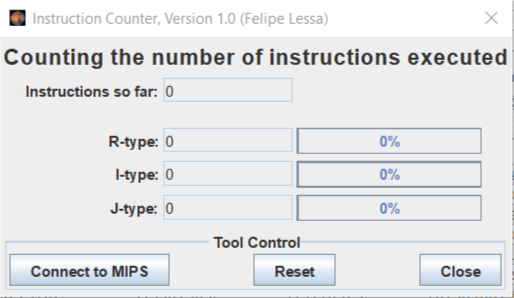 Instruction Counter, Version 1.0 (Felipe Lessa)
Counting the number of instructions executed
Instructions so far: 0
R-type: 0 0%
I-type: 0 0%
J-type: 0 0%
Tool Control
Connect to MIPS Reset Close